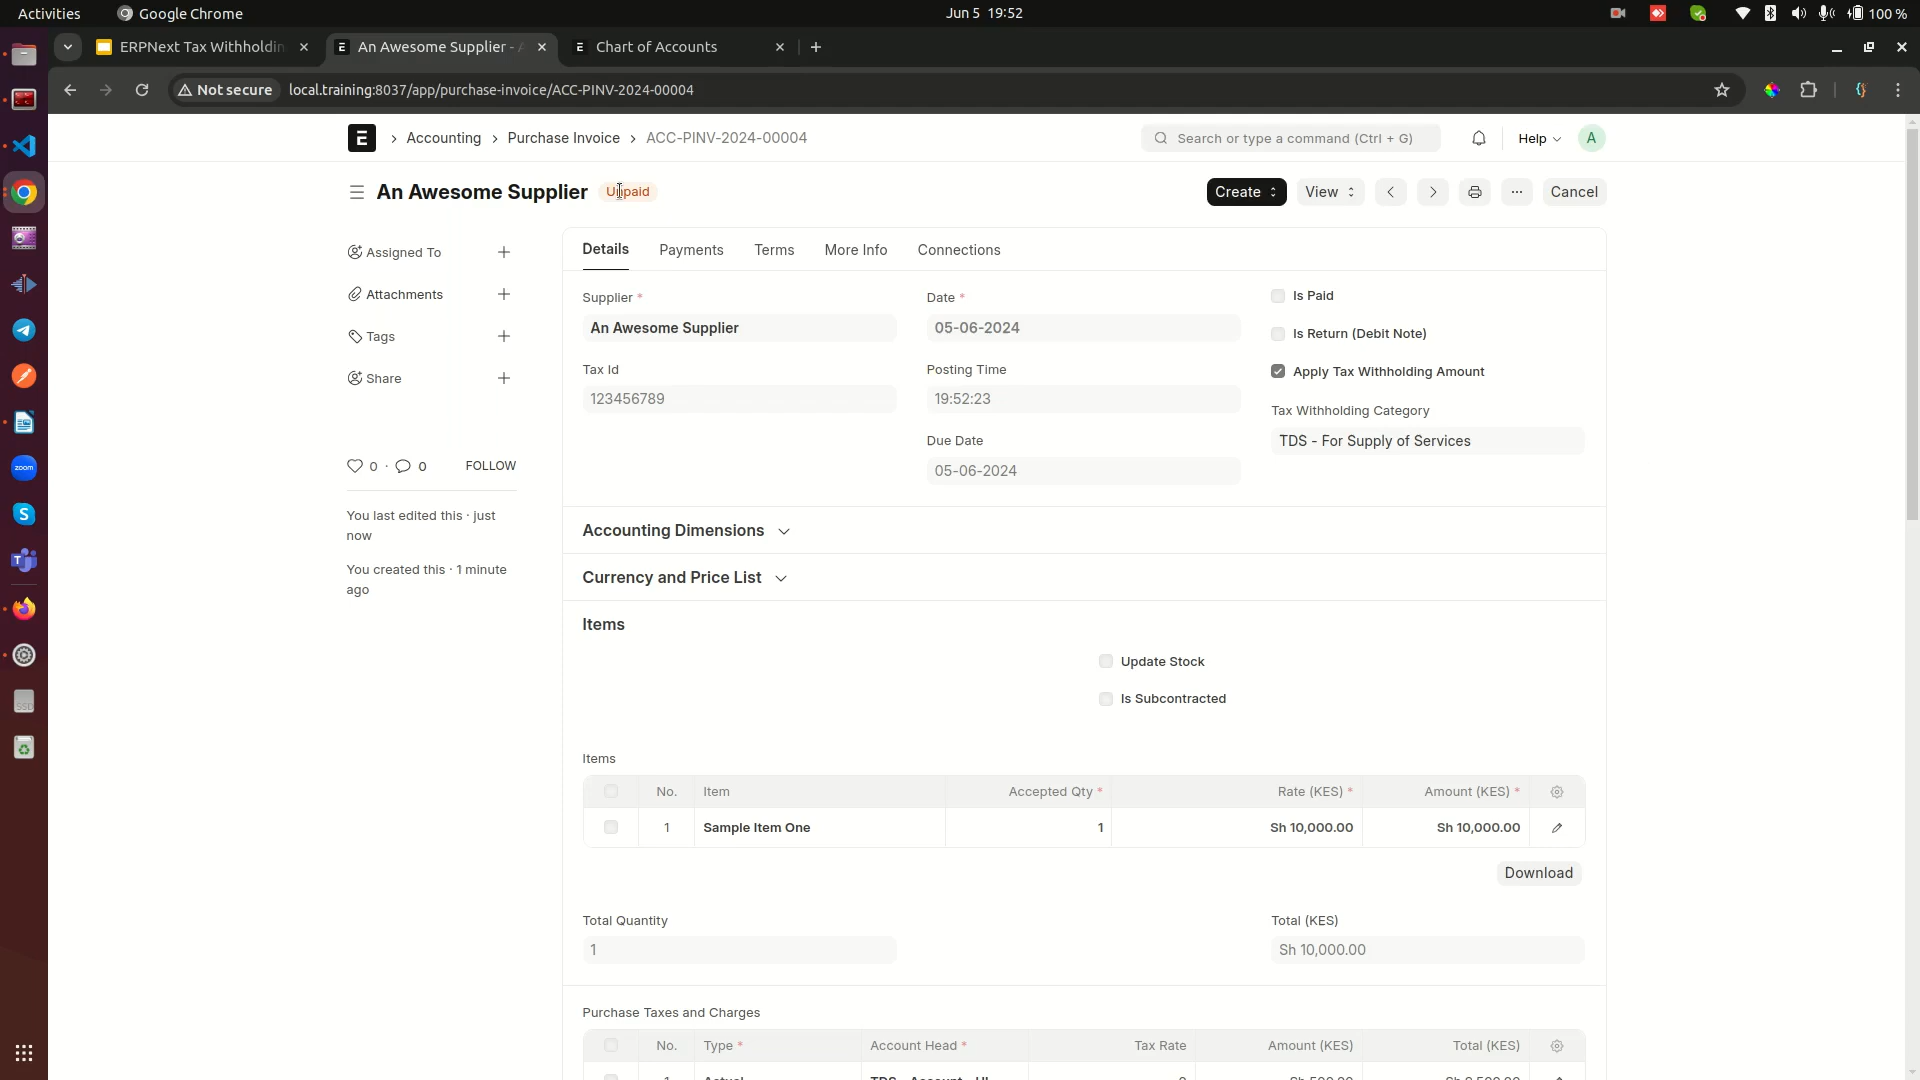 Activities
Google Chrome
Jun 5 19:52
100 %
ERPNext Tax Withholdin
An Awesome Supplier - A
Chart of Accounts
Not secure
local.training:8037/app/purchase-invoice/ACC-PINV-2024-00004
E
Accounting
Purchase Invoice
ACC-PINV-2024-00004
Search or type a command (Ctrl + G)
Help
A
An Awesome Supplier
Unpaid
Create
View
Cancel
Assigned To
Attachments
Tags
Share
0 · 0
FOLLOW
You last edited this · just
now
You created this · 1 minute
ago
Details
Payments
Terms
More Info
Connections
Supplier *
An Awesome Supplier
Tax Id
123456789
Date *
05-06-2024
Posting Time
19:52:23
Due Date
05-06-2024
Is Paid
Is Return (Debit Note)
Apply Tax Withholding Amount
Tax Withholding Category
TDS - For Supply of Services
Accounting Dimensions
Currency and Price List
Items
Update Stock
Is Subcontracted
Items
No. Item Accepted Qty * Rate (KES) * Amount (KES) *
1 Sample Item One 1 Sh 10,000.00 Sh 10,000.00
Download
Total Quantity
1
Total (KES)
Sh 10,000.00
Purchase Taxes and Charges
No. Type * Account Head * Tax Rate Amount (KES) Total (KES)
zoom
SSD